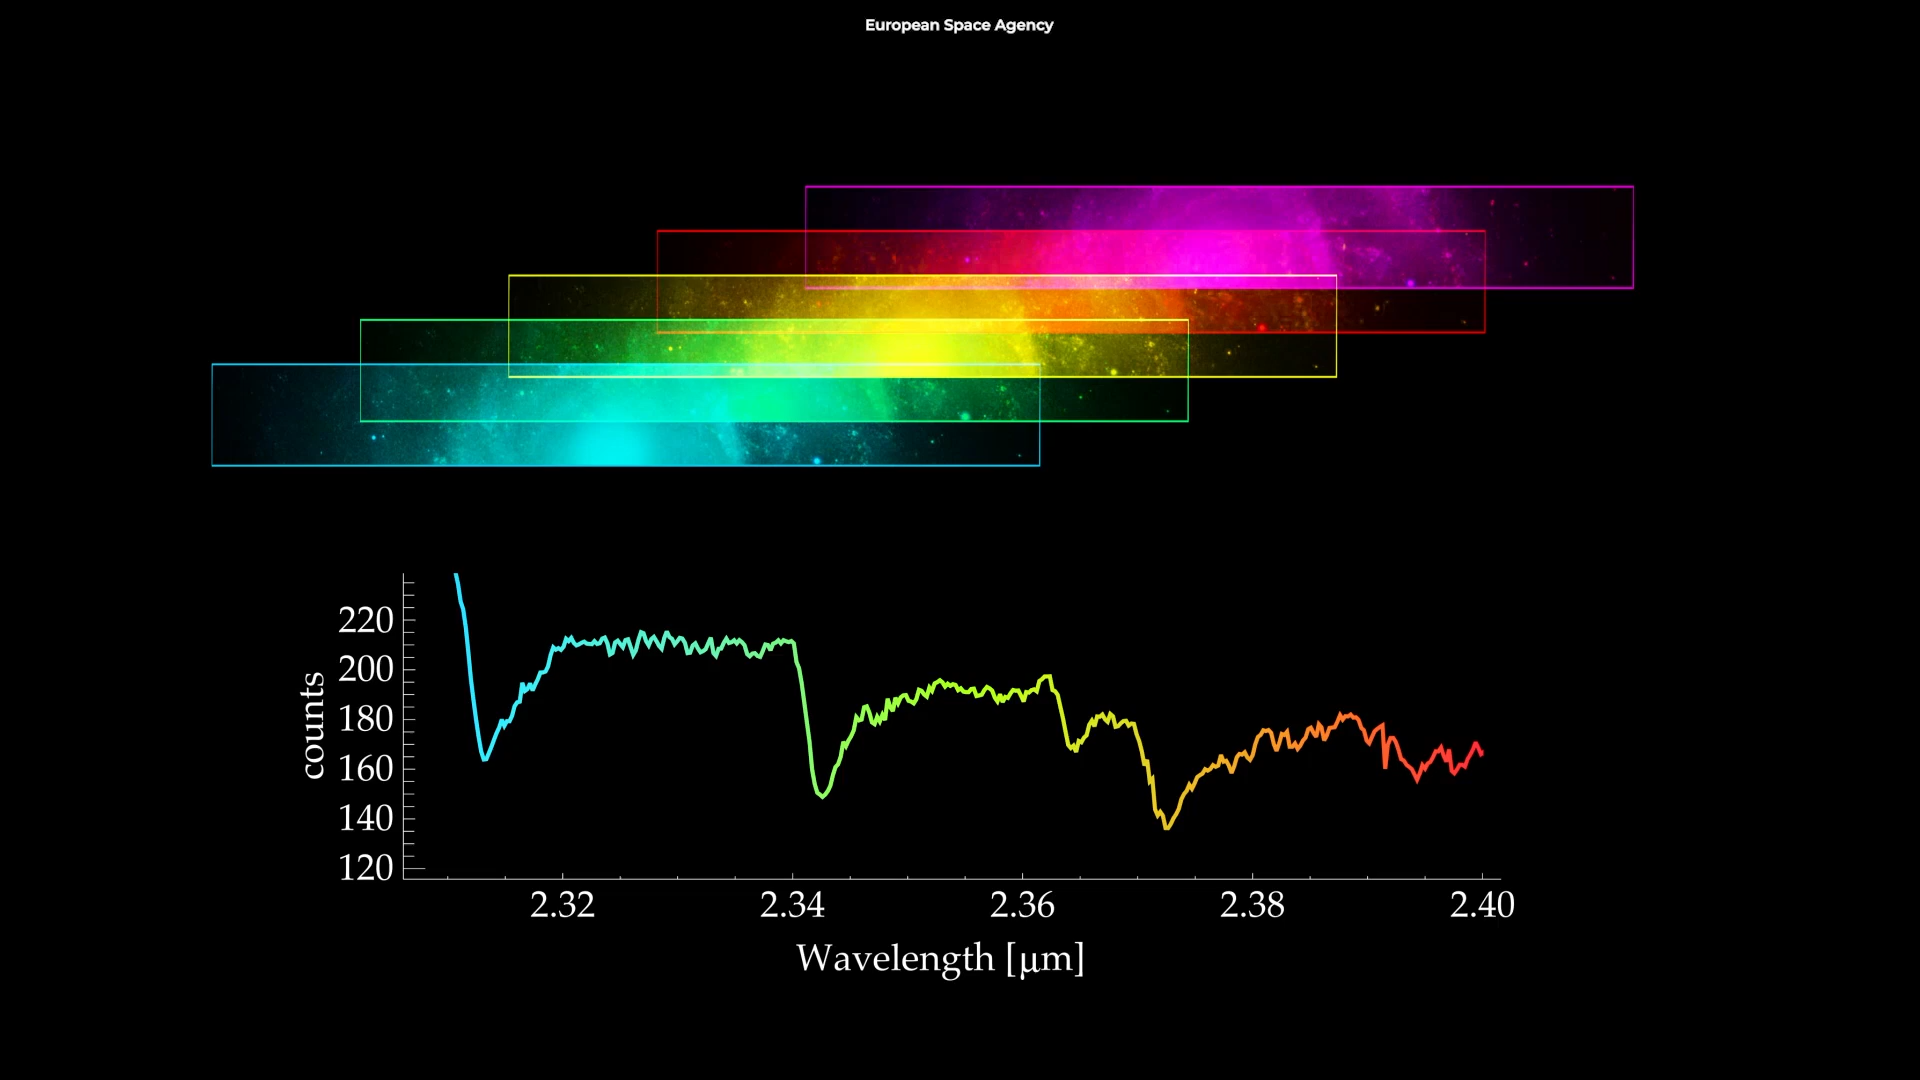 European Space Agency
220
200
180
160
140
120
counts
2.32 2.34 2.36 2.38 2.40
Wavelength [μm]